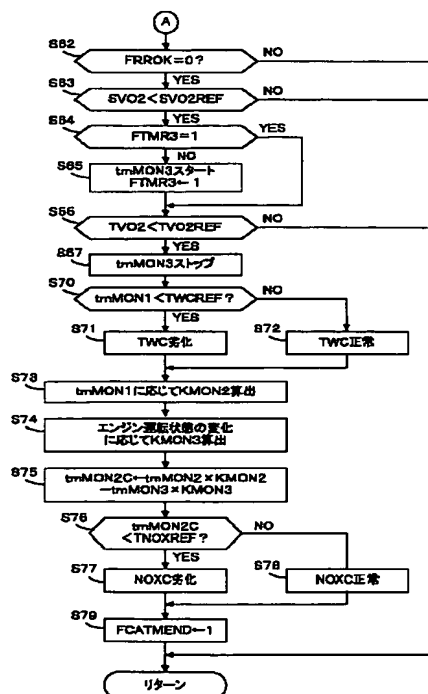 A
S62
FRROK=0?
NO
YES
S63
SVO2<SVO2REF
NO
YES
S64
FTMR3=1
YES
NO
S65
tmMON3スタート
FTMR3←1
S66
TVO2<TVO2REF
NO
YES
S67
tmMON3ストップ
S70
tmMON1<TWCREF?
NO
YES
S71
TWC劣化
S72
TWC正常
S73
tmMON1に応じてKMON2算出
S74
エンジン運転状態の変化
に応じてKMON3算出
S75
tmMON2C←tmMON2×KMON2
−tmMON3×KMON3
S76
tmMON2C
<TNOXREF?
NO
YES
S77
NOXC劣化
S78
NOXC正常
S79
FCATMEND←1
リターン